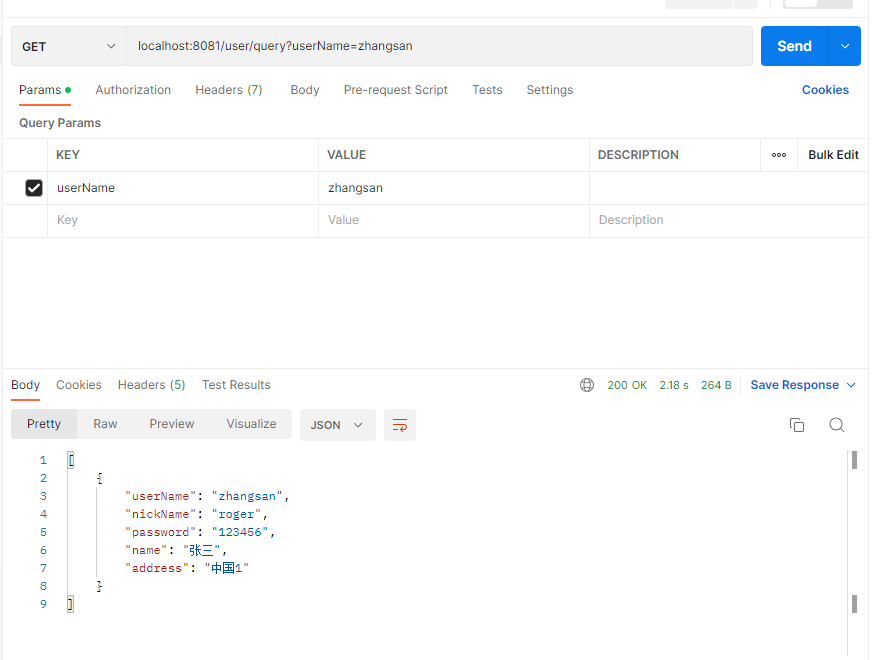 GET localhost:8081/user/query?userName=zhangsan Send
Params Authorization Headers (7) Body Pre-request Script Tests Settings Cookies
Query Params
KEY VALUE DESCRIPTION ooo Bulk Edit
userName zhangsan
Key Value Description
Body Cookies Headers (5) Test Results 200 OK 2.18 s 264 B Save Response
Pretty Raw Preview Visualize JSON
1 [
2 {
3 "userName": "zhangsan",
4 "nickName": "roger",
5 "password": "123456",
6 "name": "张三",
7 "address": "中国1"
8 }
9 ]